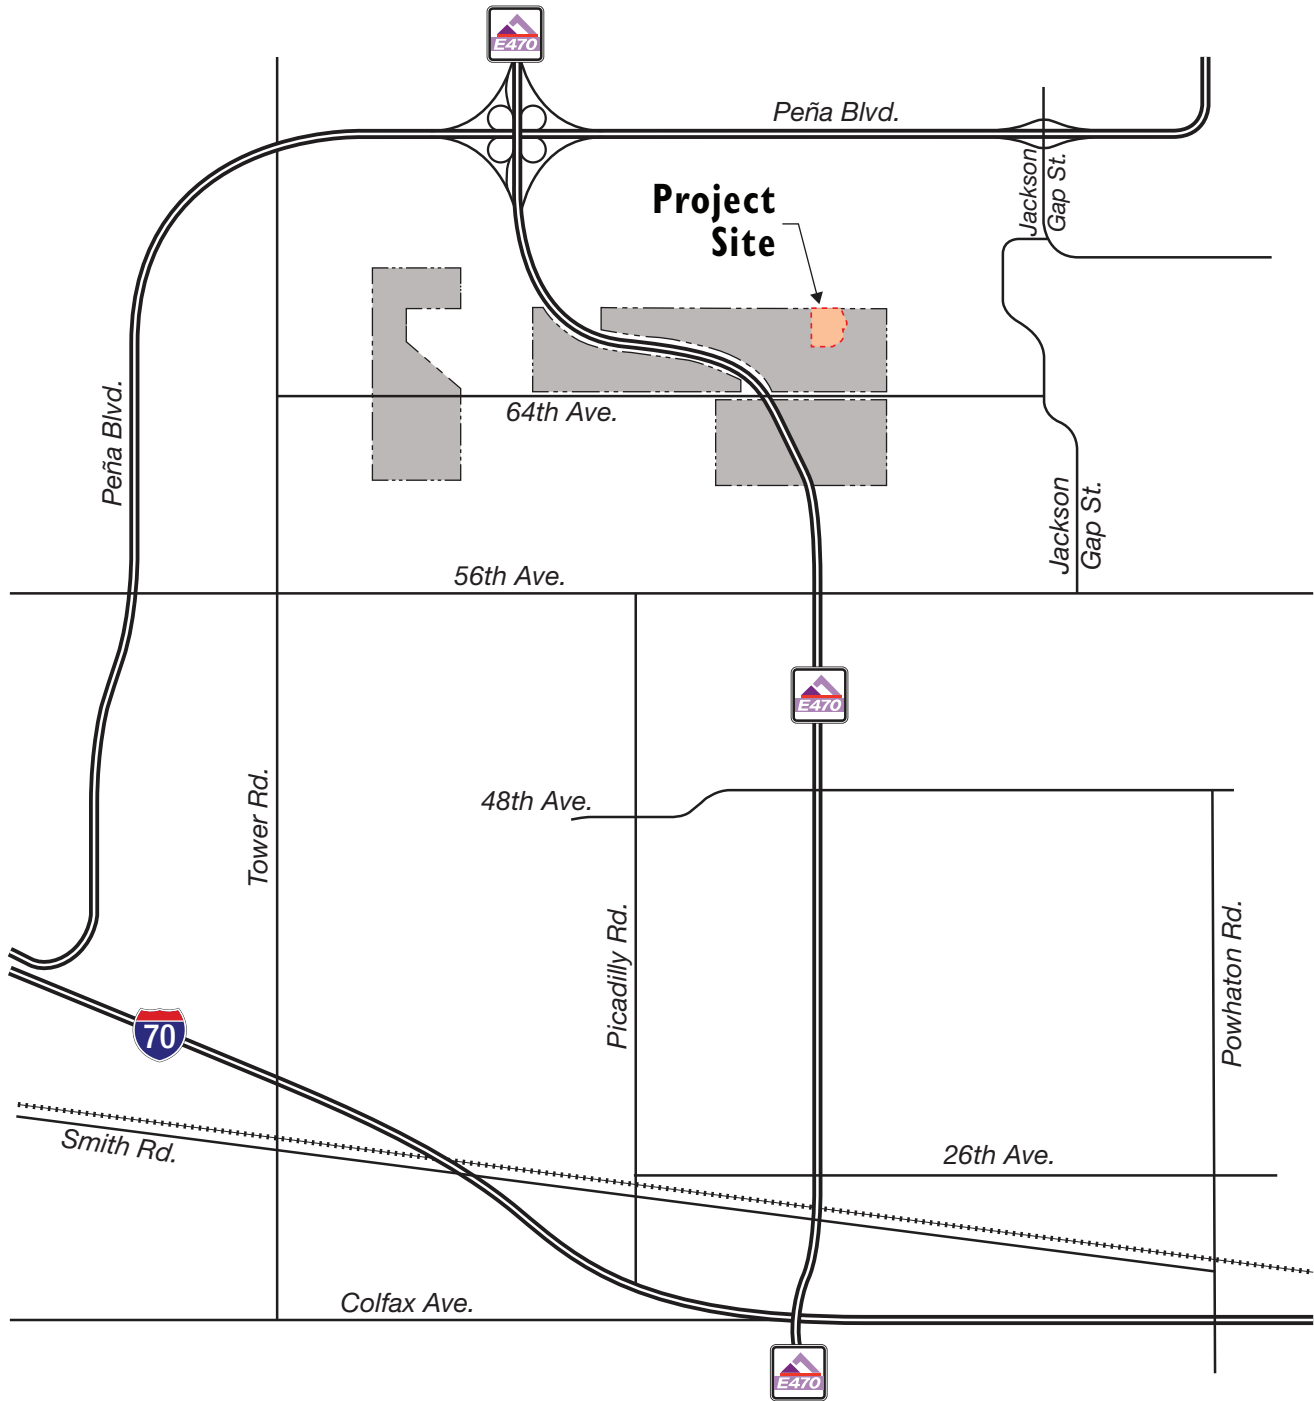 E470
Peña Blvd.
Jackson
Gap St.
Project
Site
Peña Blvd.
64th Ave.
Jackson
Gap St.
56th Ave.
E470
Tower Rd.
48th Ave.
Picadilly Rd.
Powhaton Rd.
70
Smith Rd.
26th Ave.
Colfax Ave.
E470